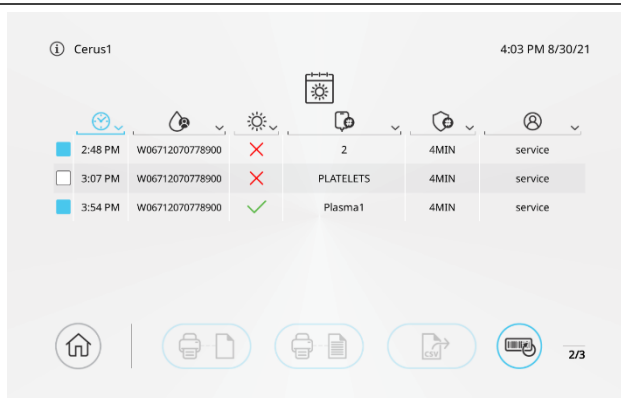 Cerus1
4:03 PM 8/30/21
2:48 PM W06712070778900 2 4MIN service
3:07 PM W06712070778900 PLATELETS 4MIN service
3:54 PM W06712070778900 Plasma1 4MIN service
CSV
2/3